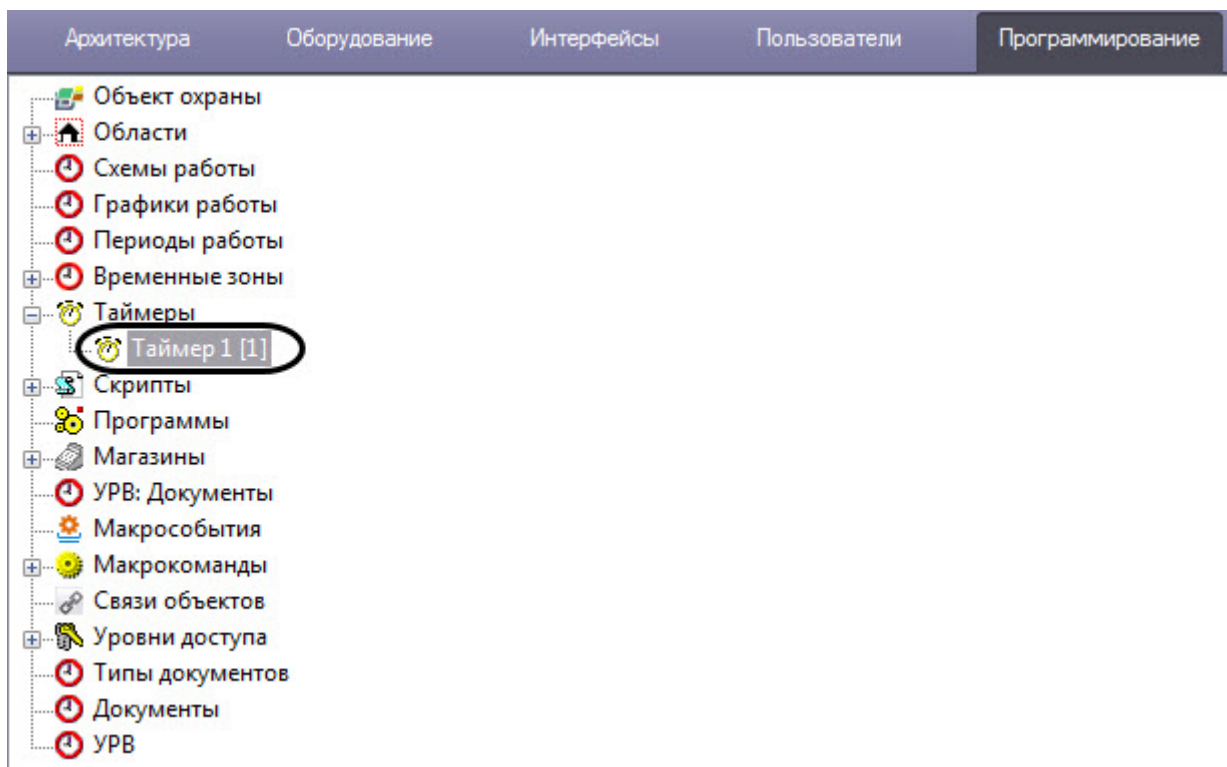 Архитектура Оборудование Интерфейсы Пользователи Программирование
Объект охраны
Области
Схемы работы
Графики работы
Периоды работы
Временные зоны
Таймеры
Таймер 1 [1]
Скрипты
Программы
Магазины
УРВ: Документы
Макрособытия
Макрокоманды
Связи объектов
Уровни доступа
Типы документов
Документы
УРВ